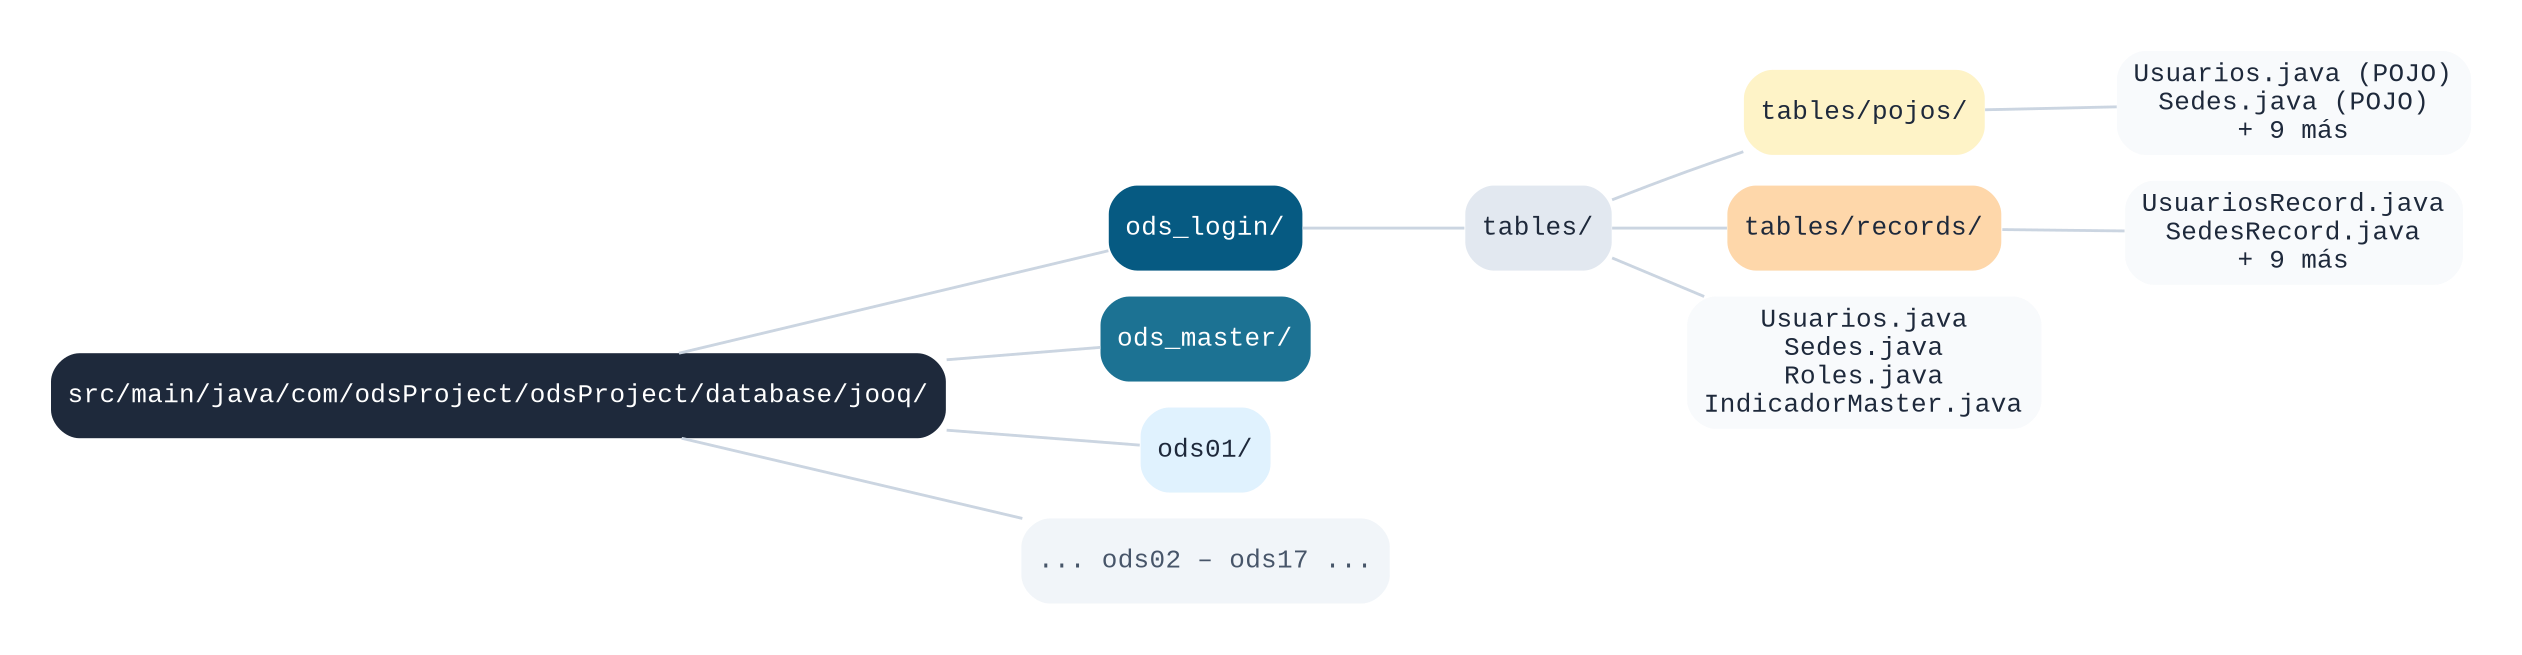 src/main/java/com/odsProject/odsProject/database/jooq/
ods_login/
ods_master/
ods01/
... ods02 – ods17 ...
tables/
tables/pojos/
tables/records/
Usuarios.java
Sedes.java
Roles.java
IndicadorMaster.java
Usuarios.java (POJO)
Sedes.java (POJO)
+ 9 más
UsuariosRecord.java
SedesRecord.java
+ 9 más